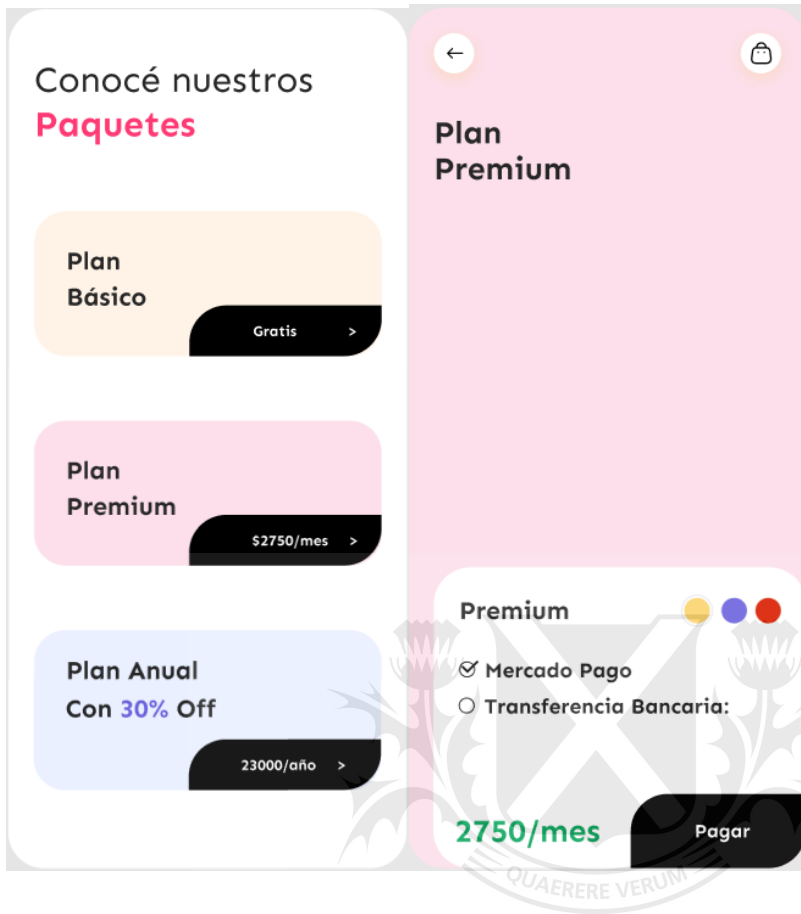 Conocé nuestros
Paquetes
Plan
Básico
Gratis >
Plan
Premium
$2750/mes >
Plan Anual
Con 30% Off
23000/año >
Plan
Premium
Premium
Mercado Pago
Transferencia Bancaria:
2750/mes
Pagar
QUAERERE VERUM